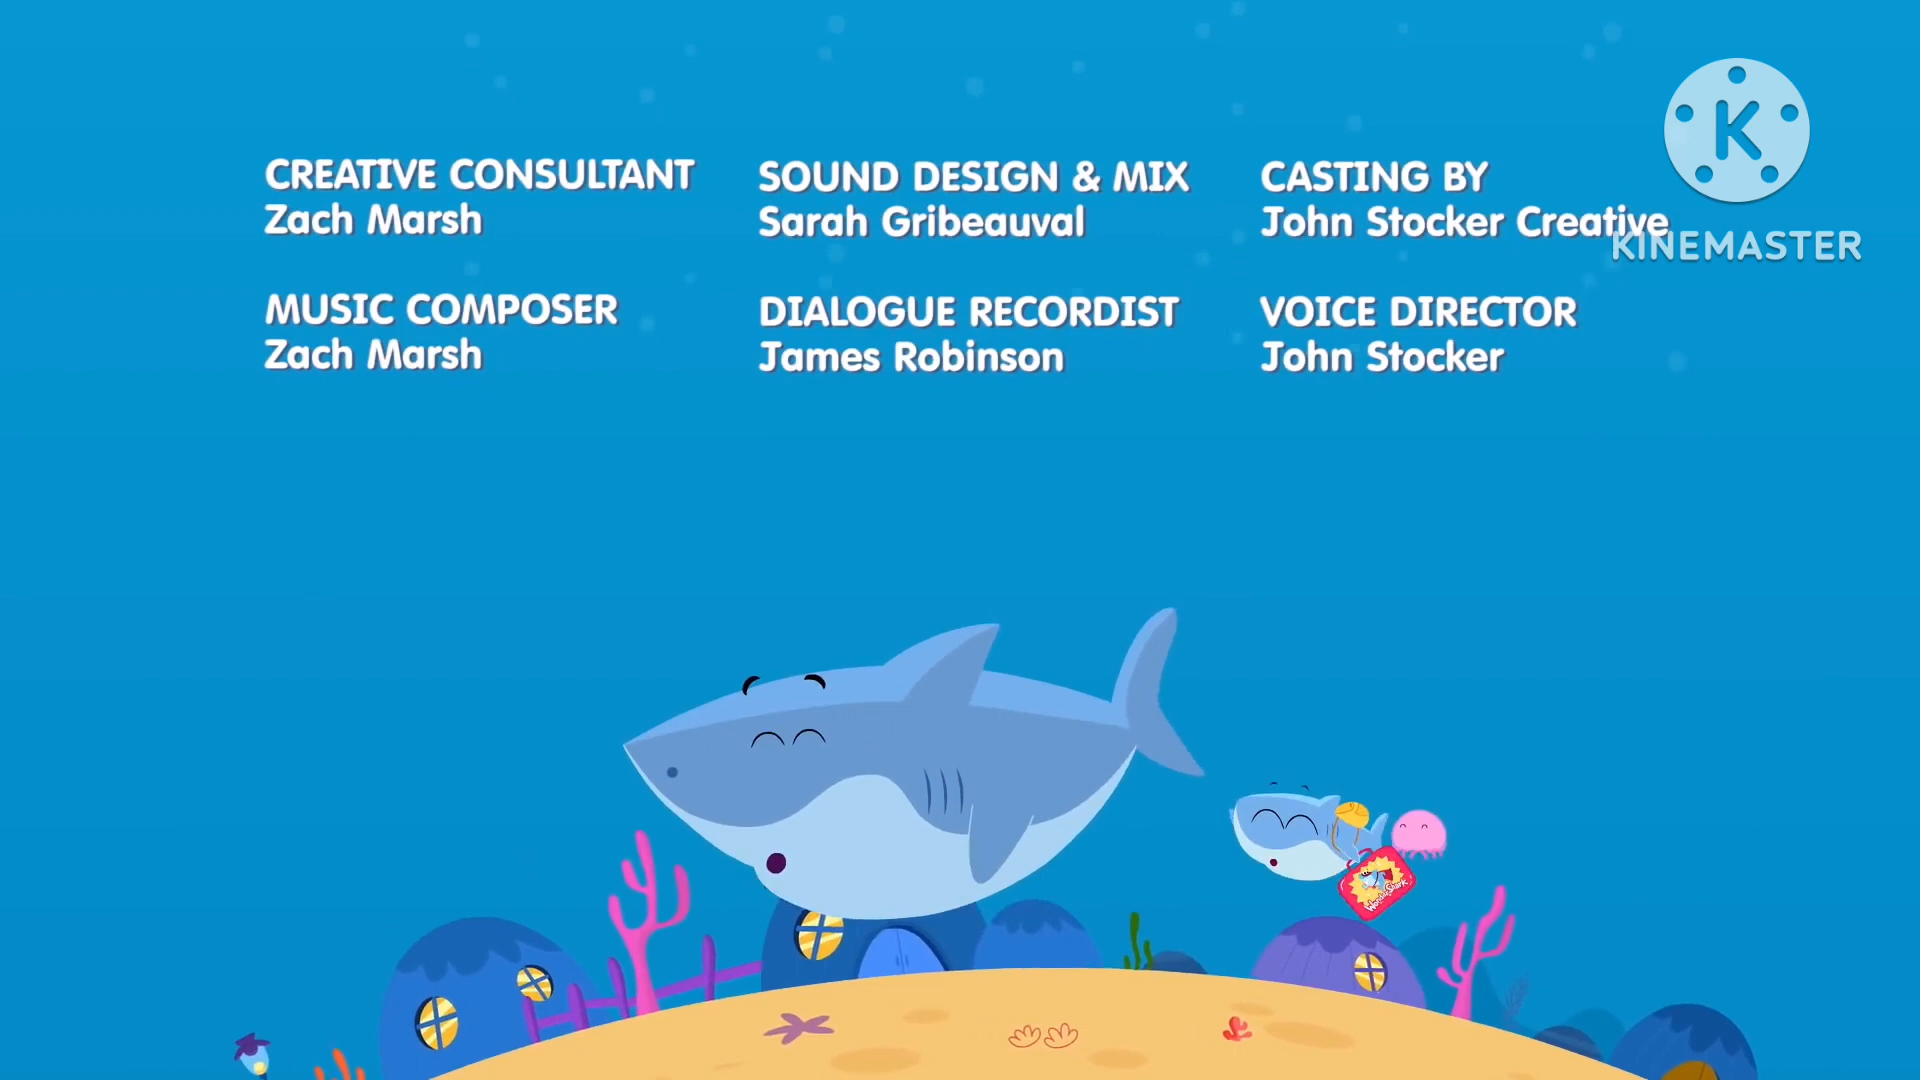 CREATIVE CONSULTANT
Zach Marsh
SOUND DESIGN & MIX
Sarah Gribeauval
CASTING BY
John Stocker Creative
MUSIC COMPOSER
Zach Marsh
DIALOGUE RECORDIST
James Robinson
VOICE DIRECTOR
John Stocker
K
KINEMASTER